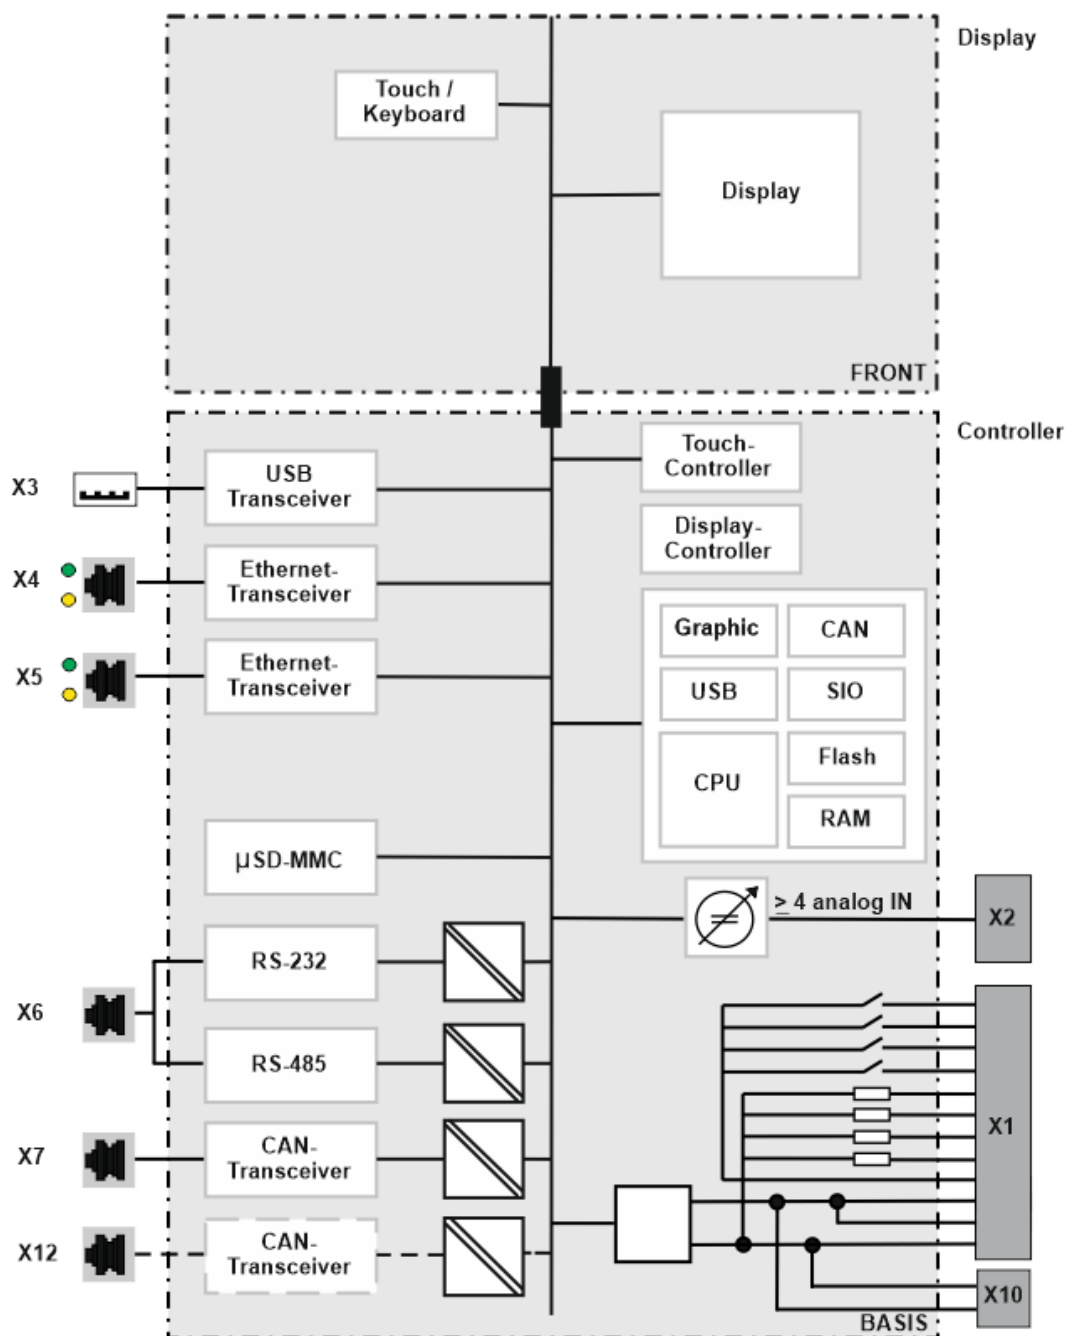 Display
Touch /
Keyboard
Display
FRONT
Controller
Touch-
Controller
X3
USB
Transceiver
Display-
Controller
X4
Ethernet-
Transceiver
Graphic
CAN
X5
Ethernet-
Transceiver
USB
SIO
Flash
CPU
RAM
µSD-MMC
≥ 4 analog IN
X2
RS-232
X6
RS-485
X1
X7
CAN-
Transceiver
X12
CAN-
Transceiver
X10
BASIS